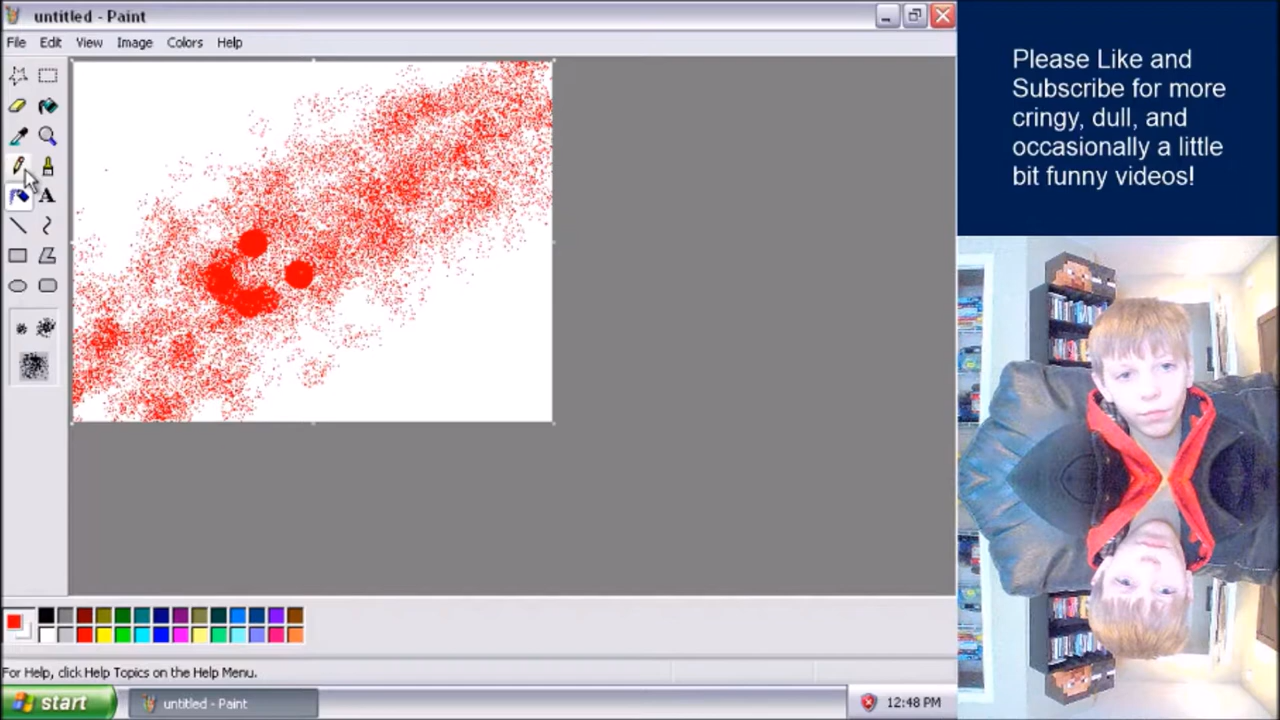 untitled - Paint
File Edit View Image Colors Help
A
For Help, click Help Topics on the Help Menu.
start
untitled - Paint
12:48 PM
Please Like and
Subscribe for more
cringy, dull, and
occasionally a little
bit funny videos!